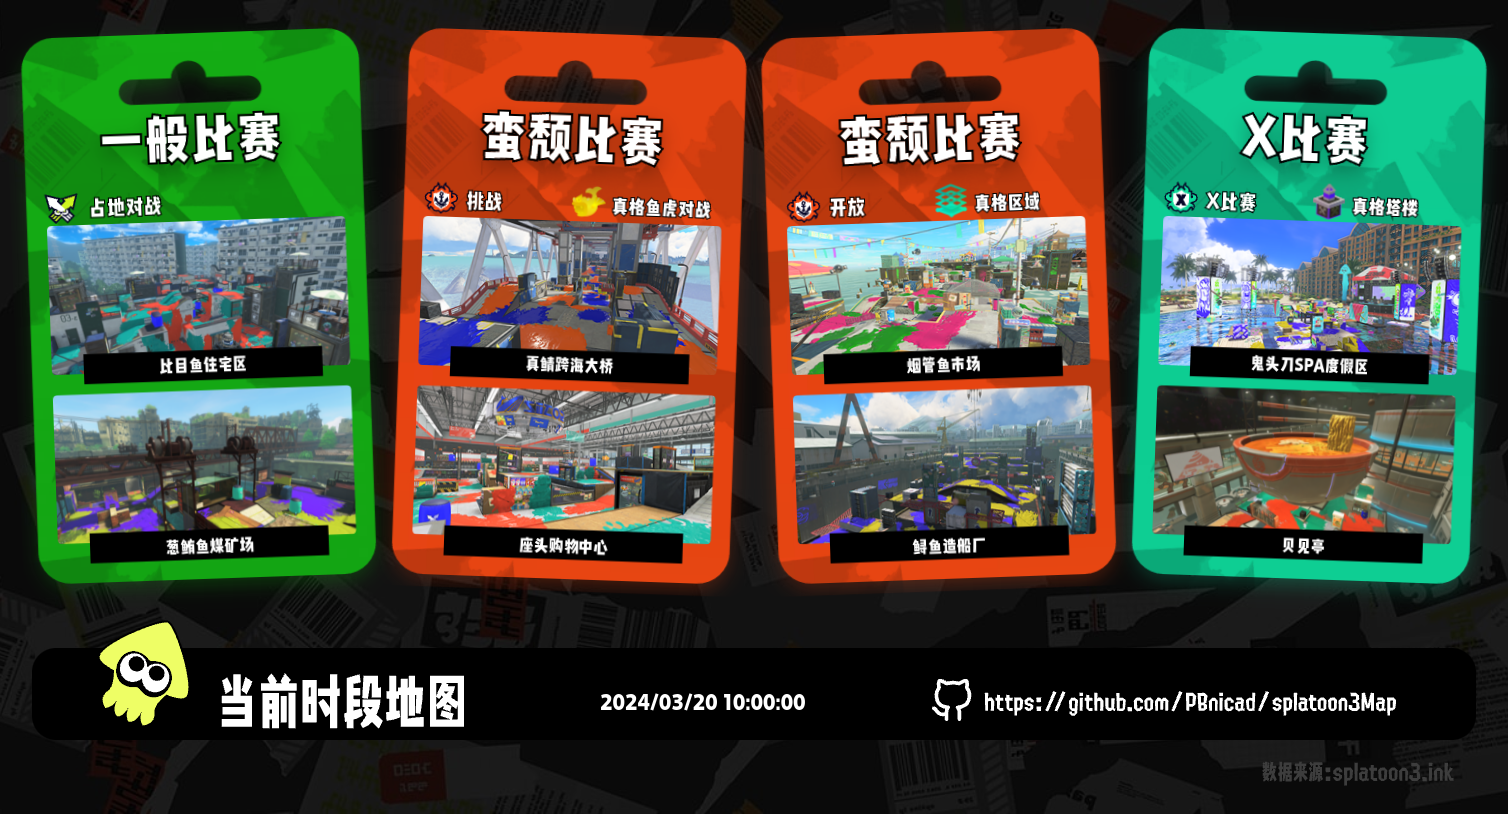 一般比赛
占地对战
比目鱼住宅区
葱鲔鱼煤矿场
蛮颓比赛
挑战
真格鱼虎对战
真鲭跨海大桥
座头购物中心
蛮颓比赛
开放
真格区域
烟管鱼市场
鲟鱼造船厂
X比赛
X比赛
真格塔楼
鬼头刀SPA度假区
贝见亭
当前时段地图
2024/03/20 10:00:00
https://github.com/PBnicad/splatoon3Map
数据来源:splatoon3.ink